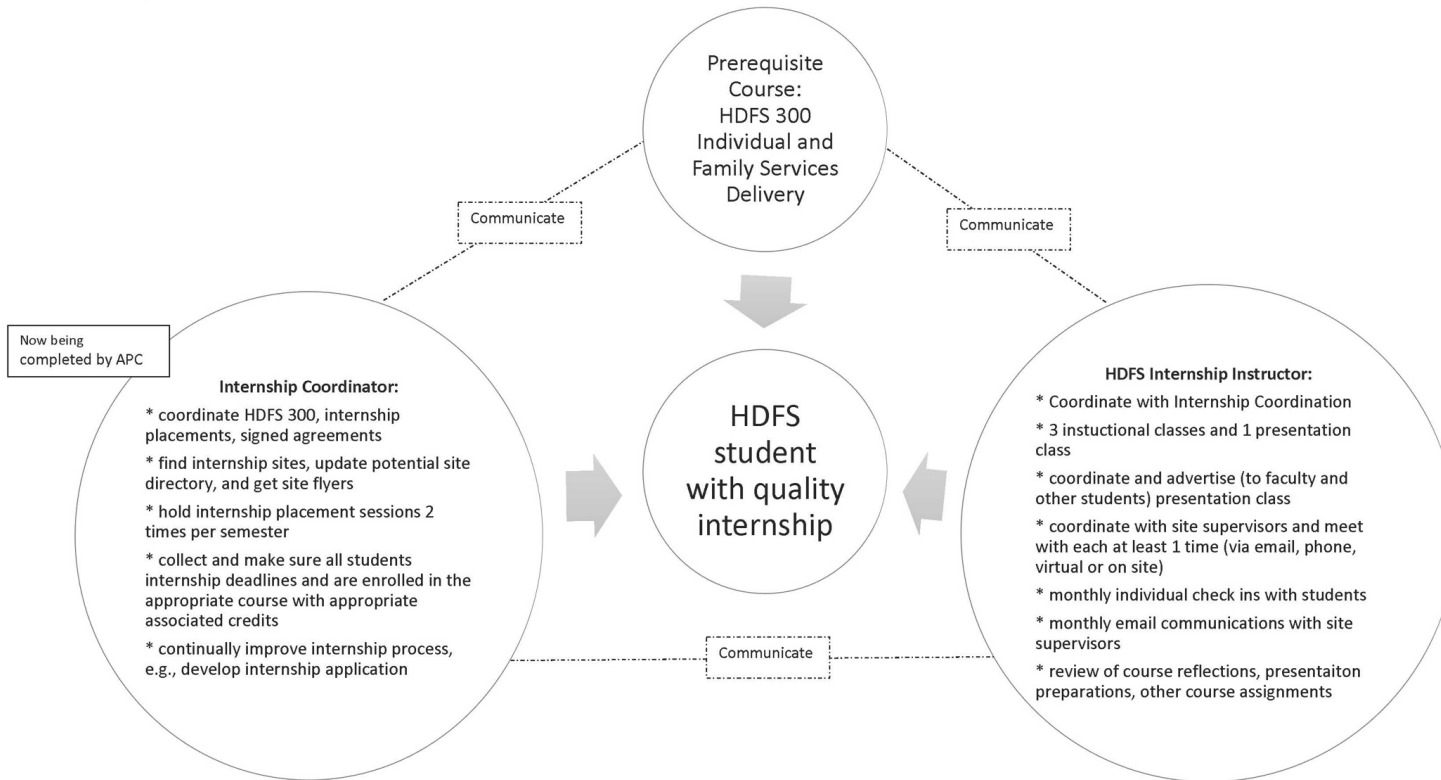 Prerequisite
Course:
HDFS 300
Individual and
Family Services
Delivery
Communicate
Communicate
Now being
completed by APC
Internship Coordinator:
* coordinate HDFS 300, internship
placements, signed agreements
* find internship sites, update potential site
directory, and get site flyers
* hold internship placement sessions 2
times per semester
* collect and make sure all students
internship deadlines and are enrolled in the
appropriate course with appropriate
associated credits
* continually improve internship process,
e.g., develop internship application
HDFS
student
with quality
internship
HDFS Internship Instructor:
* Coordinate with Internship Coordination
* 3 instuctional classes and 1 presentation
class
* coordinate and advertise (to faculty and
other students) presentation class
* coordinate with site supervisors and meet
with each at least 1 time (via email, phone,
virtual or on site)
* monthly individual check ins with students
* monthly email communications with site
supervisors
* review of course reflections, presentaiton
preparations, other course assignments
Communicate